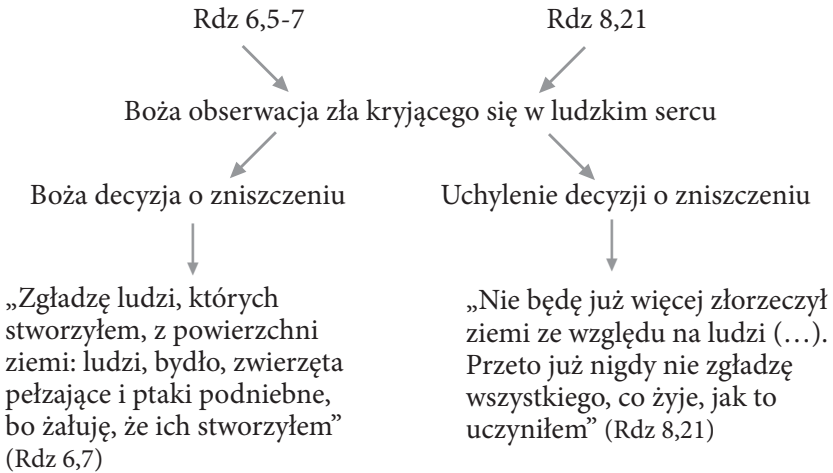 Rdz 6,5-7
Rdz 8,21
Boża obserwacja zła kryjącego się w ludzkim sercu
Boża decyzja o zniszczeniu
Uchylenie decyzji o zniszczeniu
„Zgładzę ludzi, których
stworzyłem, z powierzchni
ziemi: ludzi, bydło, zwierzęta
pełzające i ptaki podniebne,
bo żałuję, że ich stworzyłem”
(Rdz 6,7)
„Nie będę już więcej złorzeczył
ziemi ze względu na ludzi (…).
Przeto już nigdy nie zgładzę
wszystkiego, co żyje, jak to
uczyniłem” (Rdz 8,21)